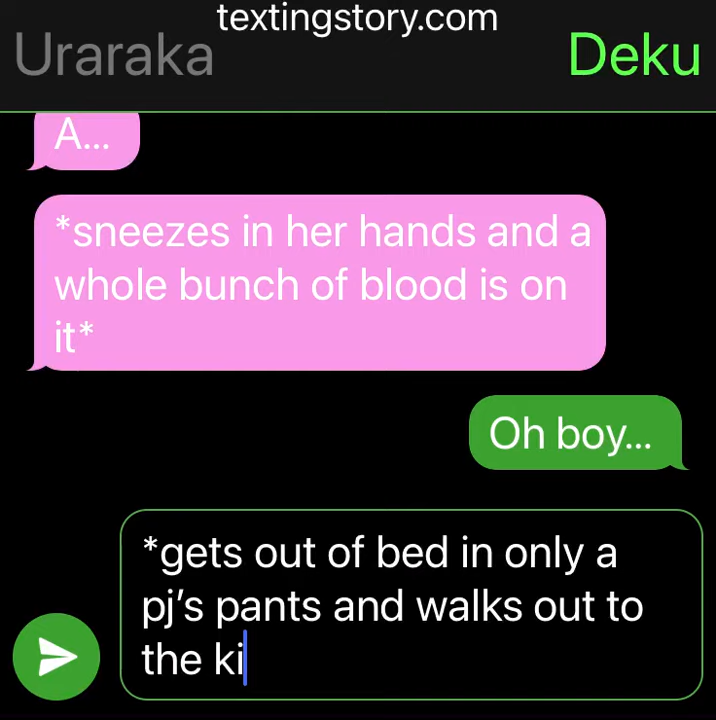 textingstory.com
Uraraka
Deku
A...
*sneezes in her hands and a
whole bunch of blood is on
it*
Oh boy...
*gets out of bed in only a
pj’s pants and walks out to
the ki